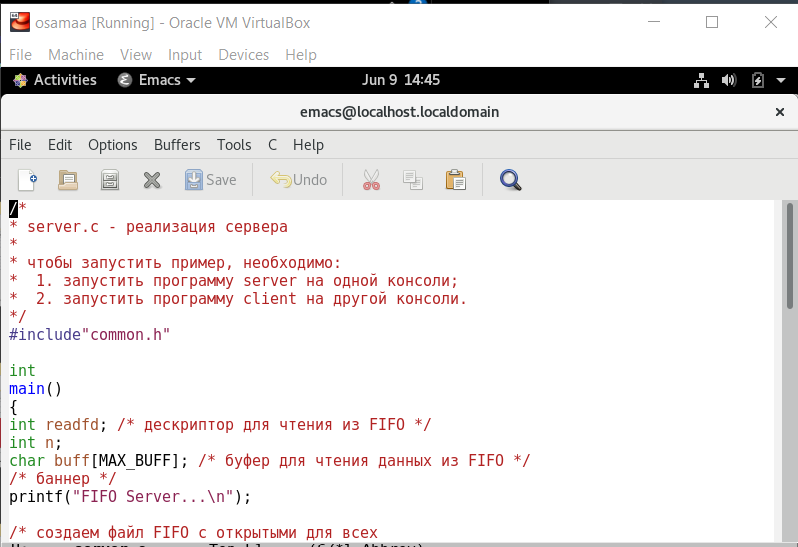 osamaa [Running] - Oracle VM VirtualBox
File Machine View Input Devices Help
Activities Emacs Jun 9 14:45
emacs@localhost.localdomain
File Edit Options Buffers Tools C Help
Save Undo
/*
* server.c - реализация сервера
*
* чтобы запустить пример, необходимо:
* 1. запустить программу server на одной консоли;
* 2. запустить программу client на другой консоли.
*/
#include"common.h"
int
main()
{
int readfd; /* дескриптор для чтения из FIFO */
int n;
char buff[MAX_BUFF]; /* буфер для чтения данных из FIFO */
/* баннер */
printf("FIFO Server...\n");
/* создаем файл FIFO с открытыми для всех